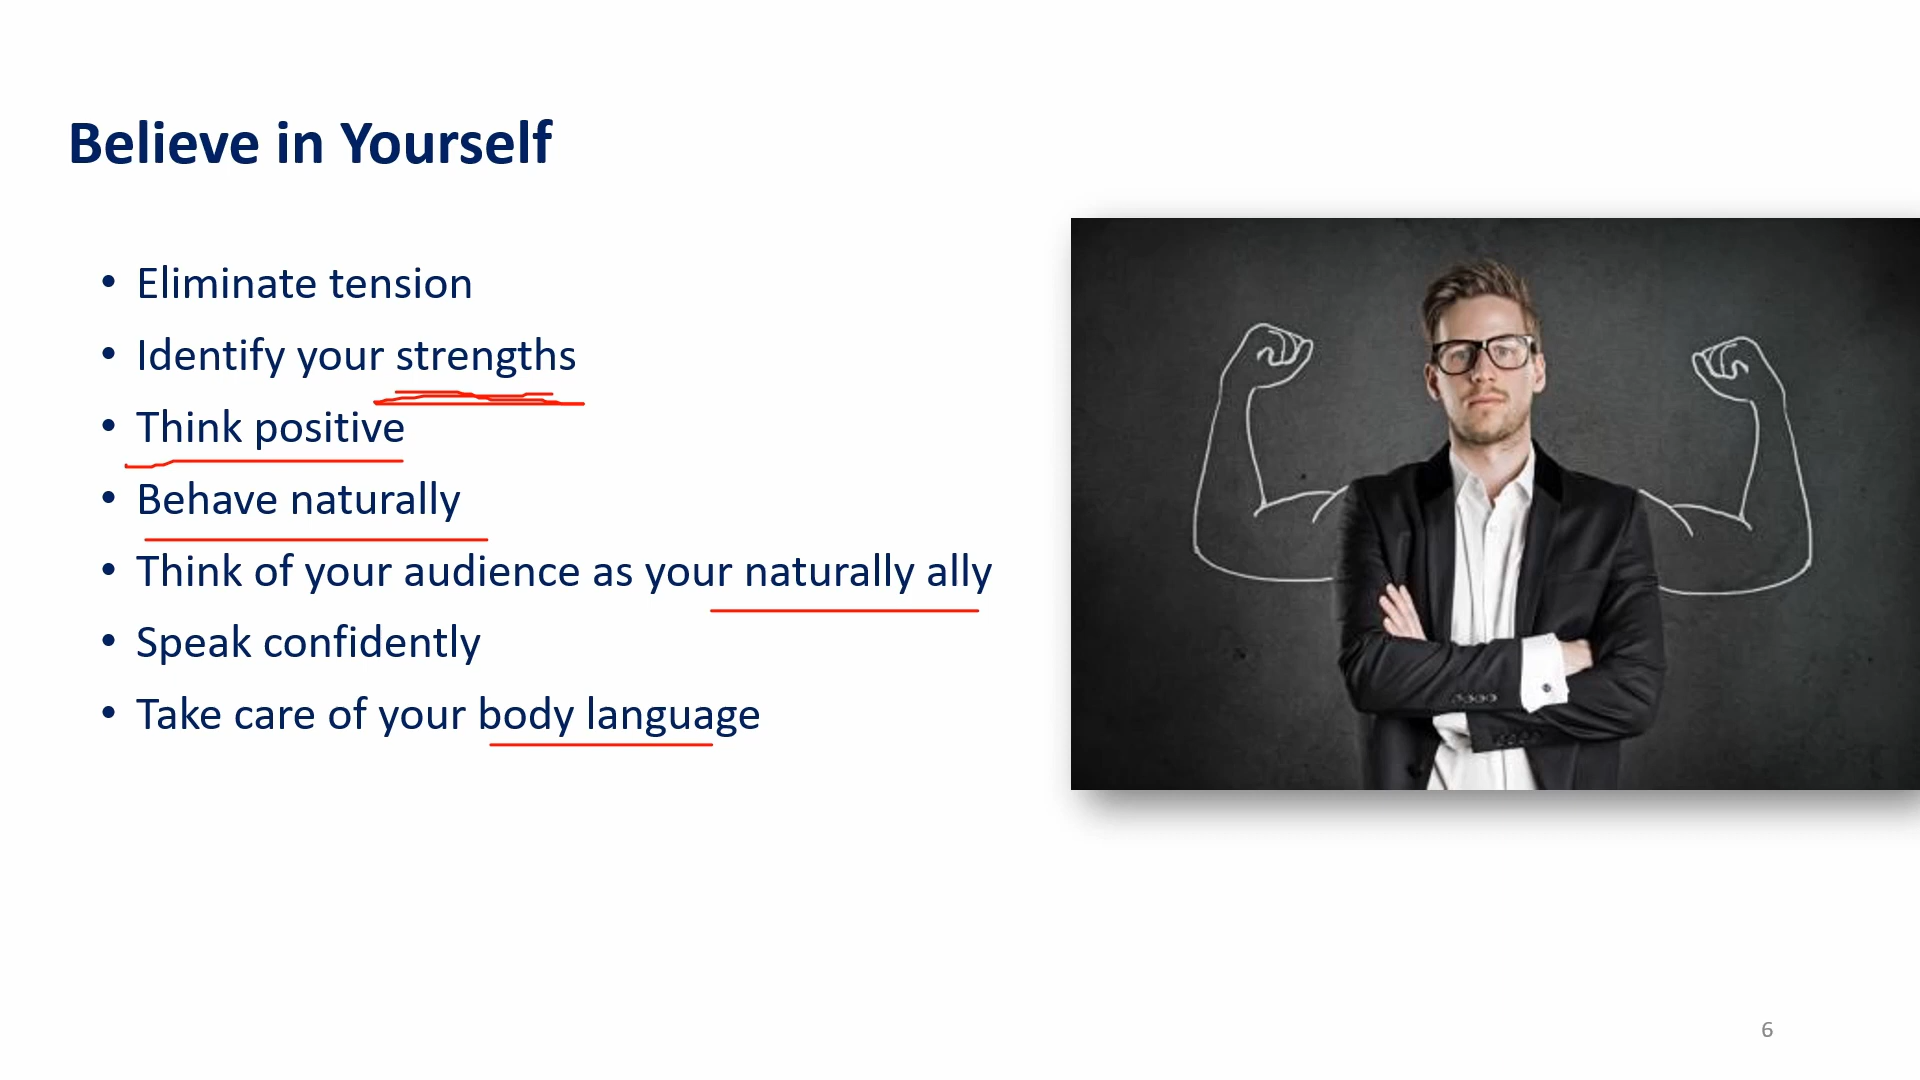 Believe in Yourself
• Eliminate tension
• Identify your strengths
• Think positive
• Behave naturally
• Think of your audience as your naturally ally
• Speak confidently
• Take care of your body language
6